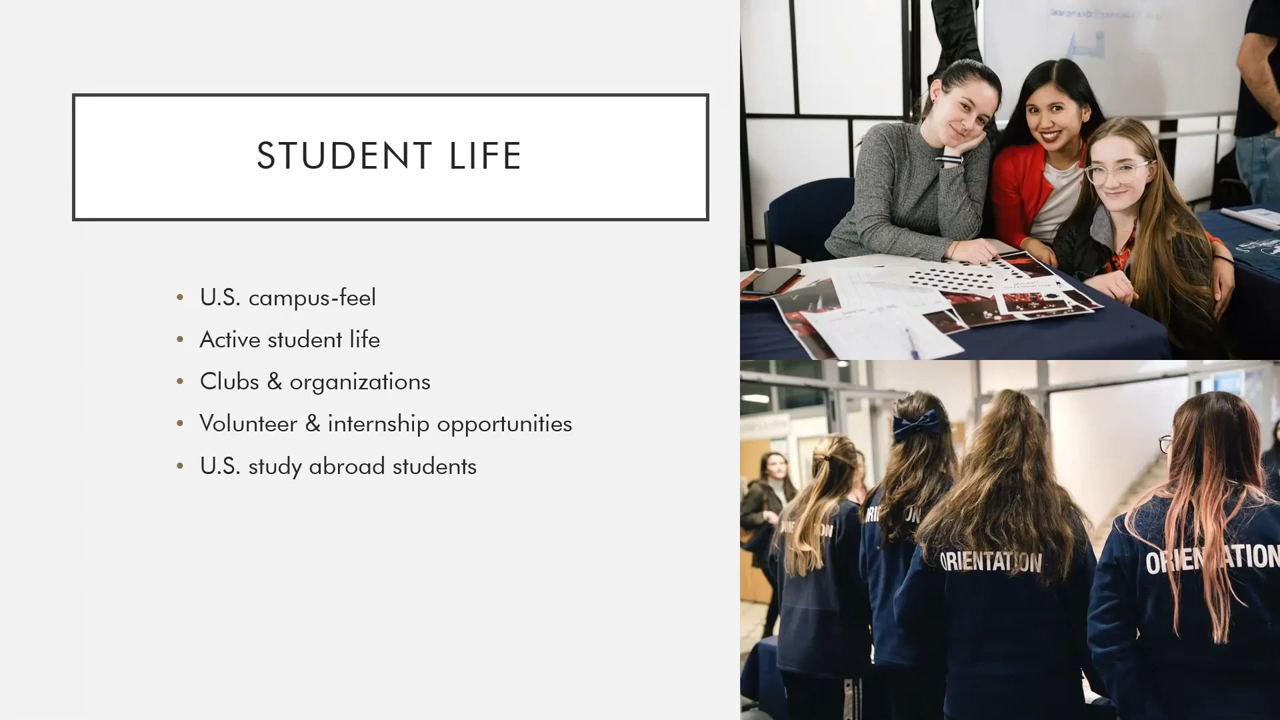 STUDENT LIFE
• U.S. campus-feel
• Active student life
• Clubs & organizations
• Volunteer & internship opportunities
• U.S. study abroad students
ORIENTATION
ORIENTATION